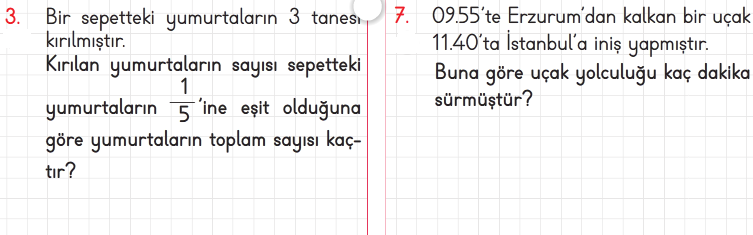 3. Bir sepetteki yumurtaların 3 tanesi
kırılmıştır.
Kırılan yumurtaların sayısı sepetteki
yumurtaların 1/5'ine eşit olduğuna
göre yumurtaların toplam sayısı kaç-
tır?
7. 09.55'te Erzurum'dan kalkan bir uçak
11.40'ta İstanbul'a iniş yapmıştır.
Buna göre uçak yolculuğu kaç dakika
sürmüştür?